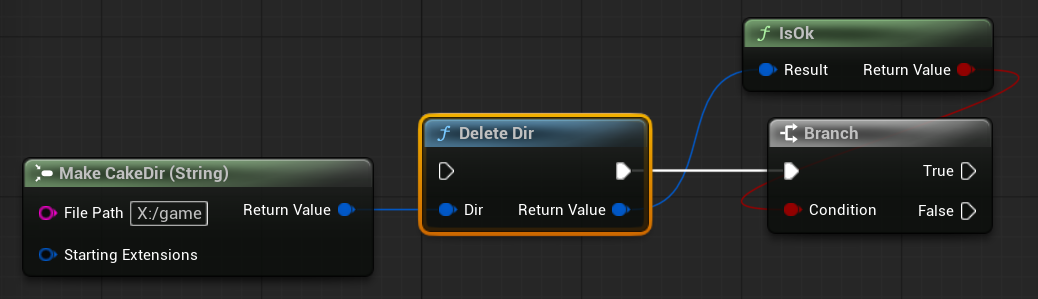 IsOk
Result Return Value
Delete Dir
Branch
Make CakeDir (String)
True
File Path X:/game Return Value
Dir Return Value
Condition False
Starting Extensions